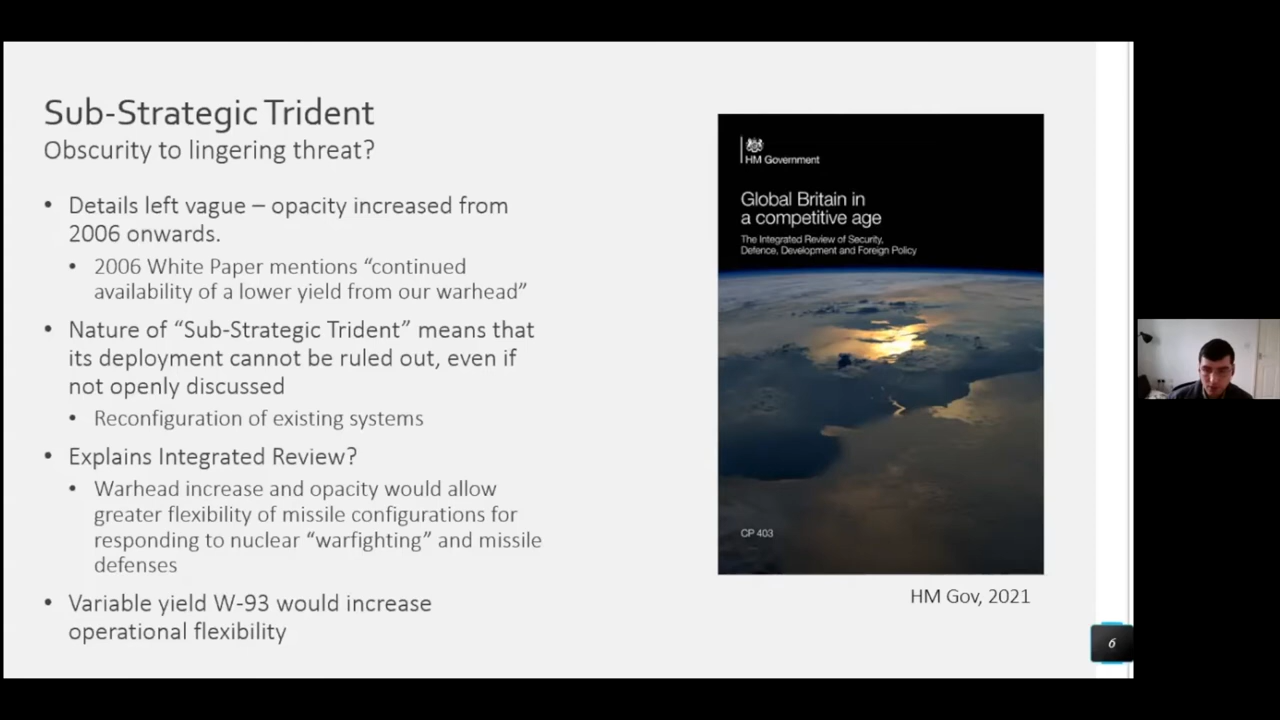 Sub-Strategic Trident
Obscurity to lingering threat?
• Details left vague – opacity increased from
2006 onwards.
• 2006 White Paper mentions “continued
availability of a lower yield from our warhead”
• Nature of “Sub-Strategic Trident” means that
its deployment cannot be ruled out, even if
not openly discussed
• Reconfiguration of existing systems
• Explains Integrated Review?
• Warhead increase and opacity would allow
greater flexibility of missile configurations for
responding to nuclear “warfighting” and missile
defenses
• Variable yield W-93 would increase
operational flexibility
HM Government
Global Britain in
a competitive age
The Integrated Review of Security,
Defence, Development and Foreign Policy
CP 403
HM Gov, 2021
6